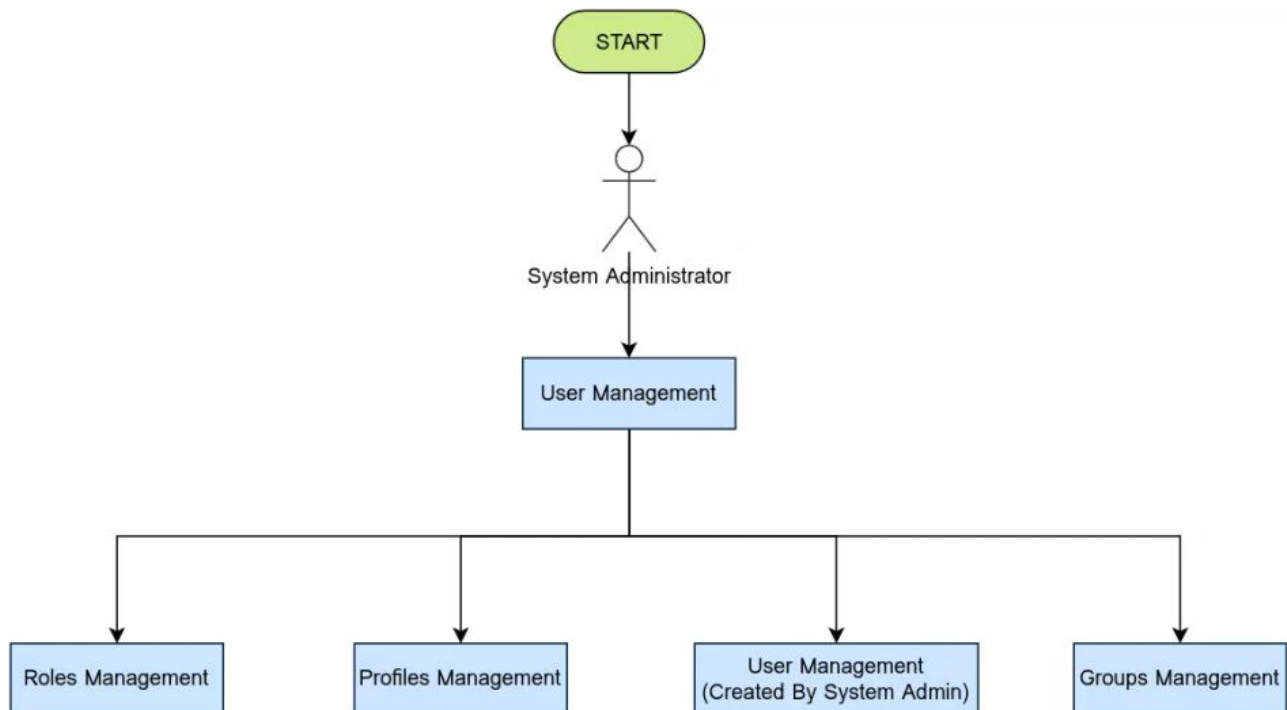 START
System Administrator
User Management
Roles Management
Profiles Management
User Management
(Created By System Admin)
Groups Management